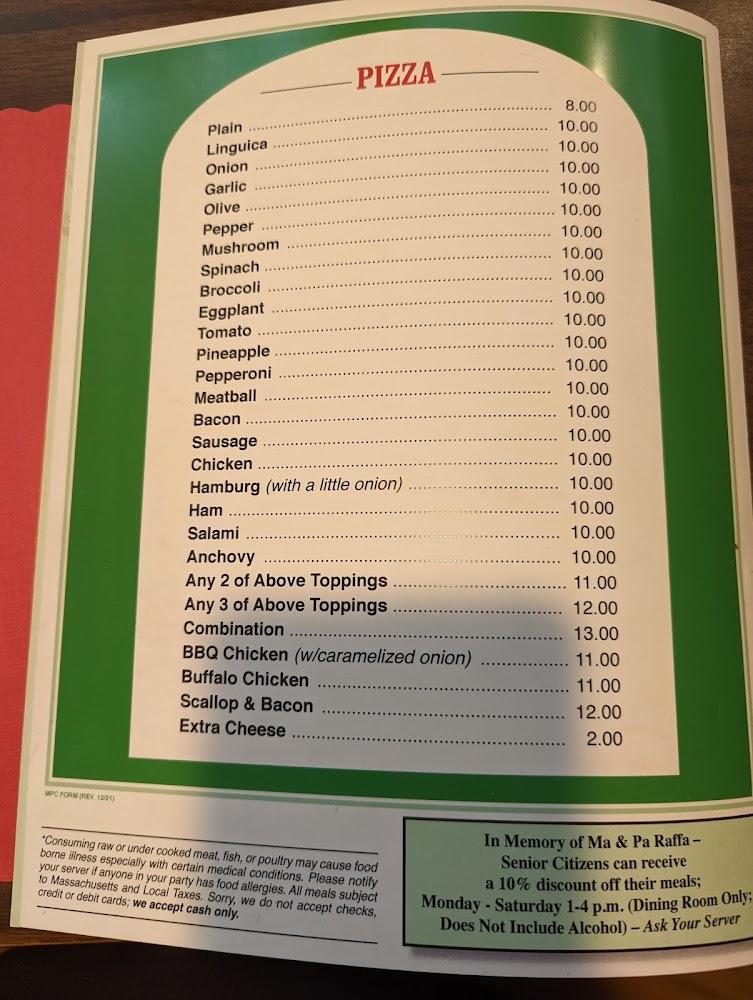 PIZZA
Plain 8.00
Linguica 10.00
Onion 10.00
Garlic 10.00
Olive 10.00
Pepper 10.00
Mushroom 10.00
Spinach 10.00
Broccoli 10.00
Eggplant 10.00
Tomato 10.00
Pineapple 10.00
Pepperoni 10.00
Meatball 10.00
Bacon 10.00
Sausage 10.00
Chicken 10.00
Hamburg (with a little onion) 10.00
Ham 10.00
Salami 10.00
Anchovy 10.00
Any 2 of Above Toppings 11.00
Any 3 of Above Toppings 12.00
Combination 13.00
BBQ Chicken (w/caramelized onion) 11.00
Buffalo Chicken 11.00
Scallop & Bacon 12.00
Extra Cheese 2.00
MPC FORM (REV. 12/21)
*Consuming raw or under cooked meat, fish, or poultry may cause food
borne illness especially with certain medical conditions. Please notify
your server if anyone in your party has food allergies. All meals subject
to Massachusetts and Local Taxes. Sorry, we do not accept checks,
credit or debit cards; we accept cash only.
In Memory of Ma & Pa Raffa –
Senior Citizens can receive
a 10% discount off their meals;
Monday - Saturday 1-4 p.m. (Dining Room Only;
Does Not Include Alcohol) – Ask Your Server